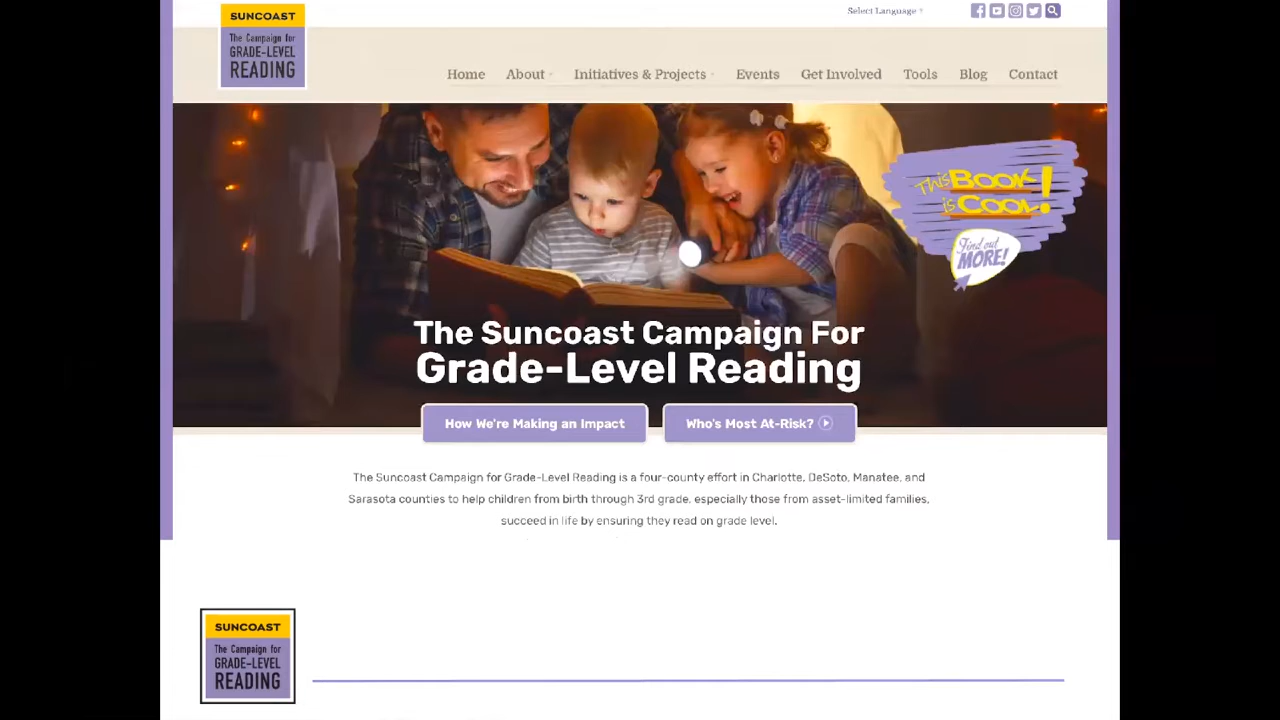 SUNCOAST
The Campaign for
GRADE-LEVEL
READING
Select Language
Home About Initiatives & Projects Events Get Involved Tools Blog Contact
This BOOK
is COOL!
Find out
MORE!
The Suncoast Campaign For
Grade-Level Reading
How We're Making an Impact Who's Most At-Risk?
The Suncoast Campaign for Grade-Level Reading is a four-county effort in Charlotte, DeSoto, Manatee, and
Sarasota counties to help children from birth through 3rd grade, especially those from asset-limited families,
succeed in life by ensuring they read on grade level.
SUNCOAST
The Campaign for
GRADE-LEVEL
READING